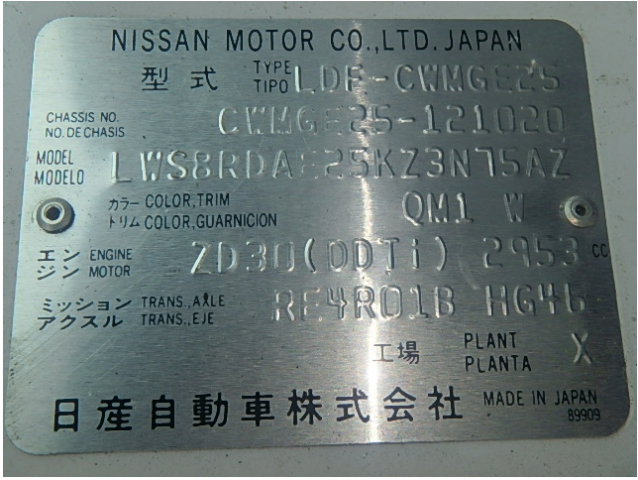 NISSAN MOTOR CO.,LTD. JAPAN
型式 TYPE TIPO LDF-CWMGE25
CHASSIS NO. NO.DE CHASIS CWMGE25-121020
MODEL MODELO LWS8RDAE25KZ3N75AZ
カラー COLOR,TRIM トリム COLOR,GUARNICION QM1 W
エンジン ENGINE MOTOR ZD30(DDTi) 2953 CC
ミッション TRANS.,AXLE アクスル TRANS.,EJE RE4R01B HG46
工場 PLANT PLANTA X
日産自動車株式会社 MADE IN JAPAN
89909